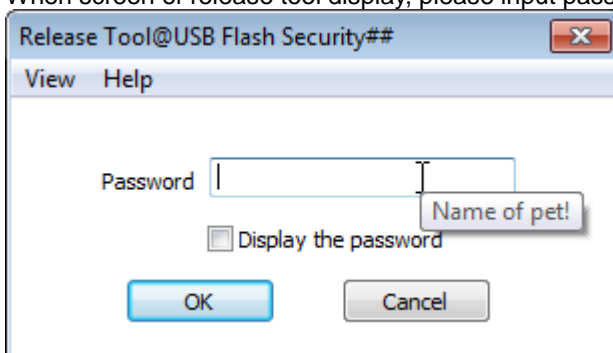 When screen of release tool display, please input pass
Release Tool@USB Flash Security##
View Help
Password
Name of pet!
Display the password
OK Cancel